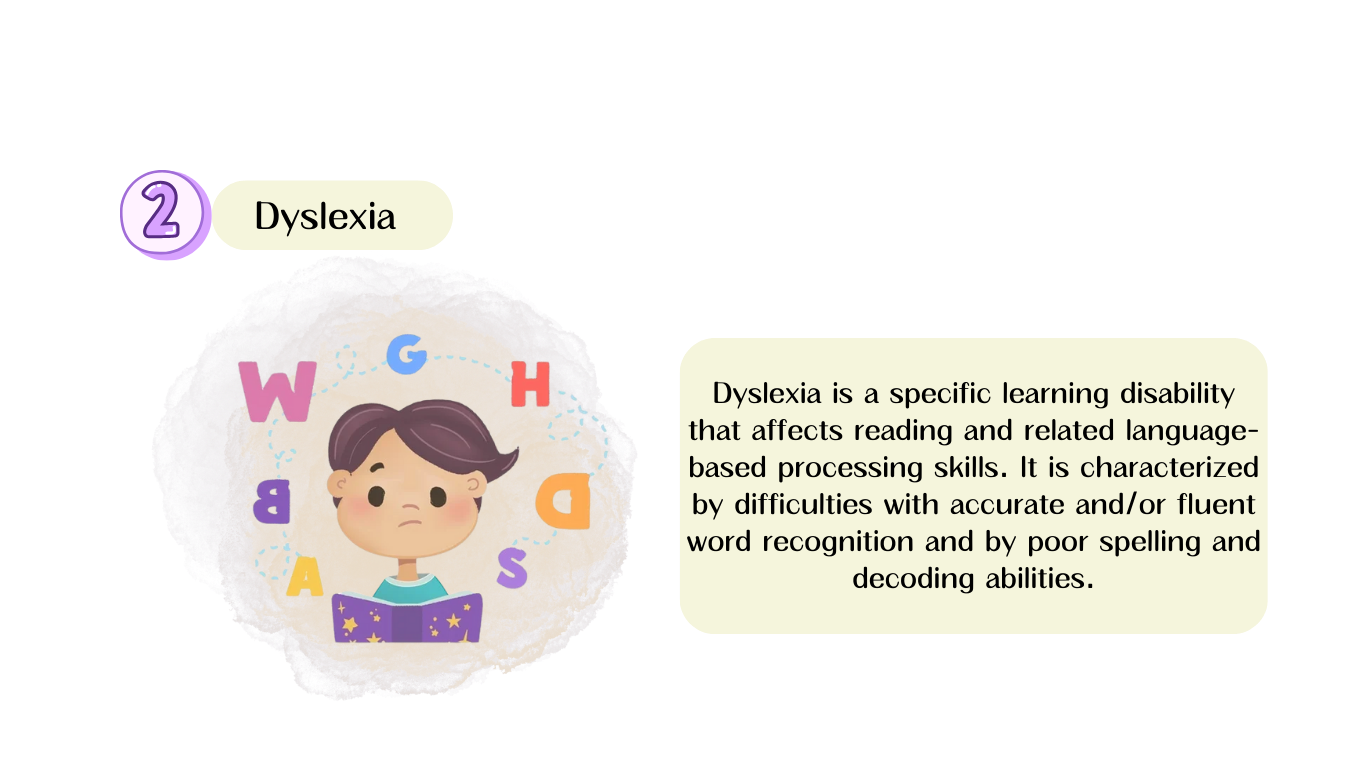 2
Dyslexia
G
W
H
B
D
A
S
Dyslexia is a specific learning disability
that affects reading and related language-
based processing skills. It is characterized
by difficulties with accurate and/or fluent
word recognition and by poor spelling and
decoding abilities.